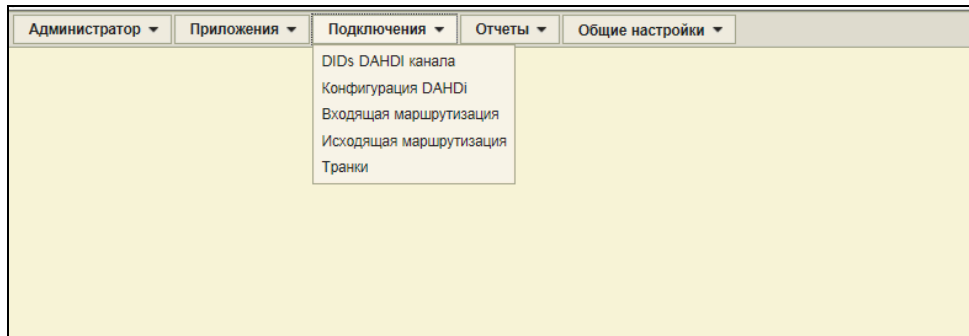 Администратор Приложения Подключения Отчеты Общие настройки
DIDs DAHDI канала
Конфигурация DAHDi
Входящая маршрутизация
Исходящая маршрутизация
Транки